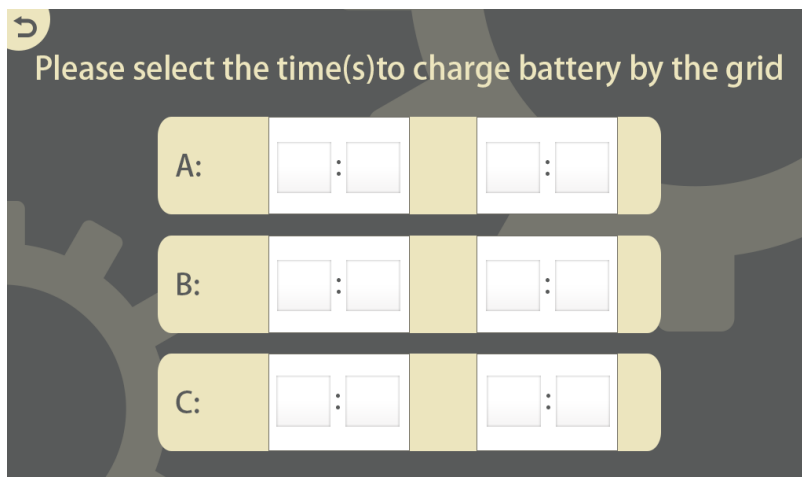 Please select the time(s)to charge battery by the grid
A: : :
B: : :
C: : :